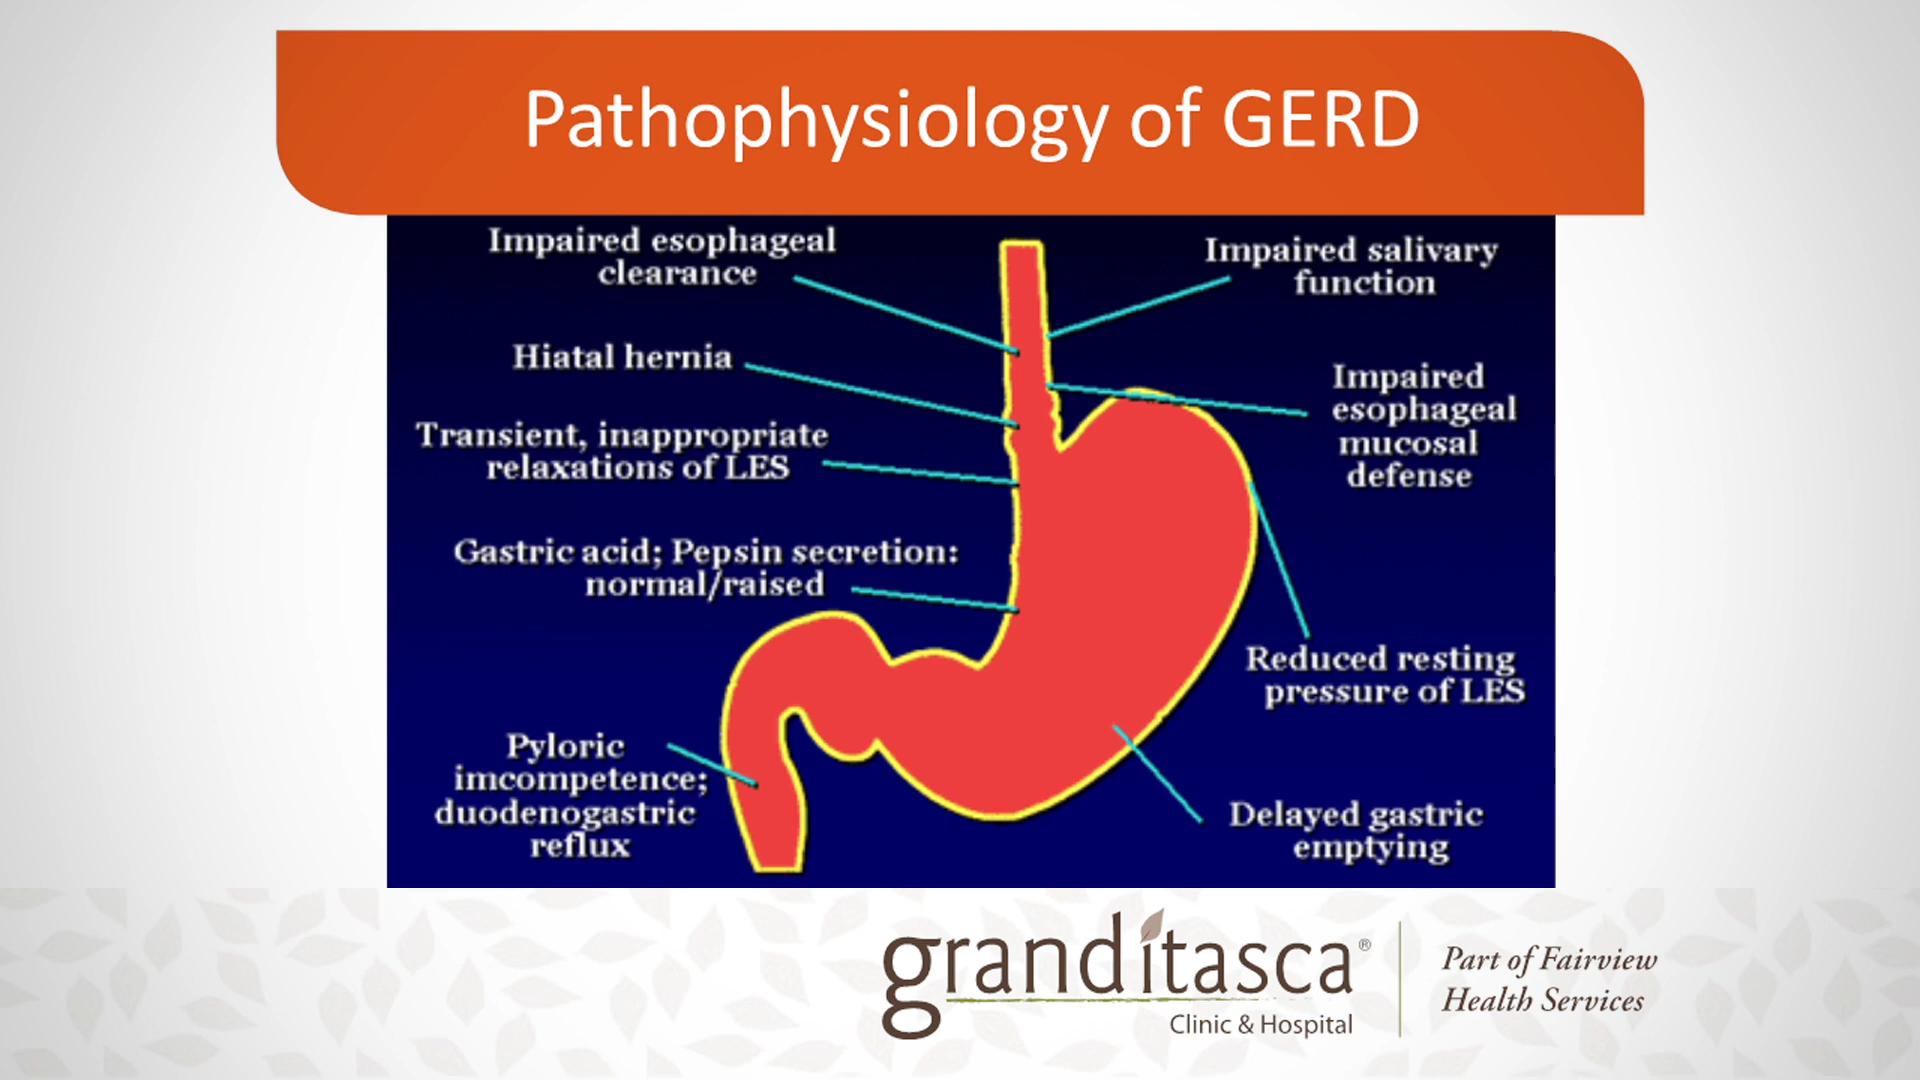 Pathophysiology of GERD
Impaired esophageal
clearance
Hiatal hernia
Transient, inappropriate
relaxations of LES
Gastric acid; Pepsin secretion:
normal/raised
Pyloric
imcompetence;
duodenogastric
reflux
Impaired salivary
function
Impaired
esophageal
mucosal
defense
Reduced resting
pressure of LES
Delayed gastric
emptying
granditasca®
Clinic & Hospital
Part of Fairview
Health Services